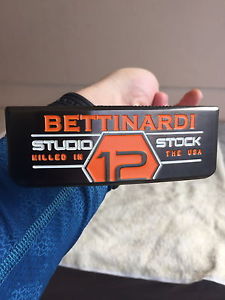 BETTINARDI
STUDIO 12 STOCK
MILLED IN THE USA